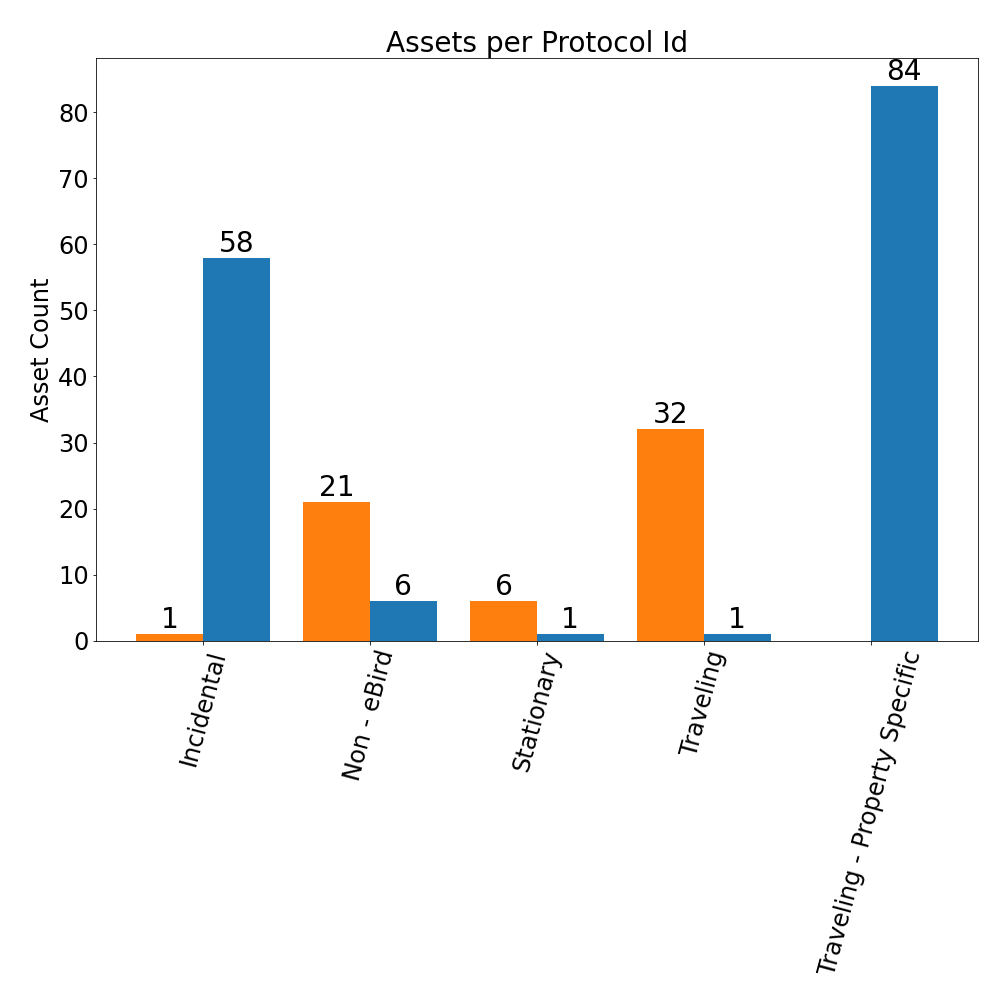 Assets per Protocol Id
Asset Count
80
70
60
50
40
30
20
10
0
1
58
21
6
6
1
32
1
84
Incidental
Non - eBird
Stationary
Traveling
Traveling - Property Specific